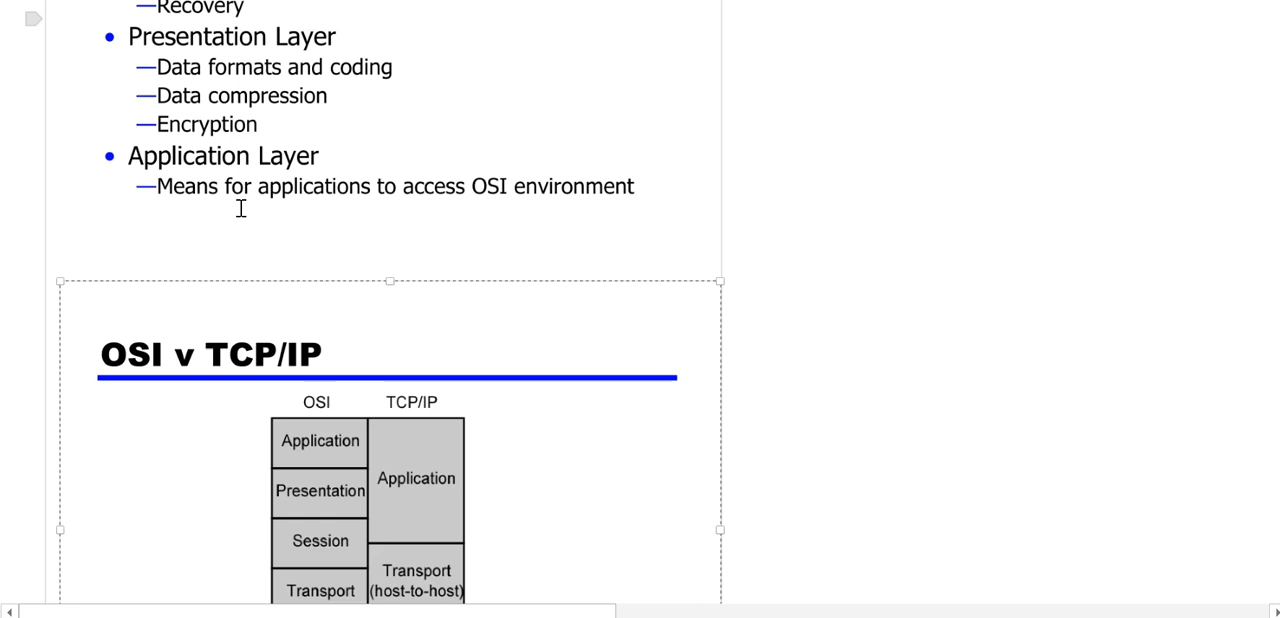 —Recovery
• Presentation Layer
—Data formats and coding
—Data compression
—Encryption
• Application Layer
—Means for applications to access OSI environment
OSI v TCP/IP
OSI TCP/IP
Application
Application
Presentation
Session
Transport
(host-to-host)
Transport